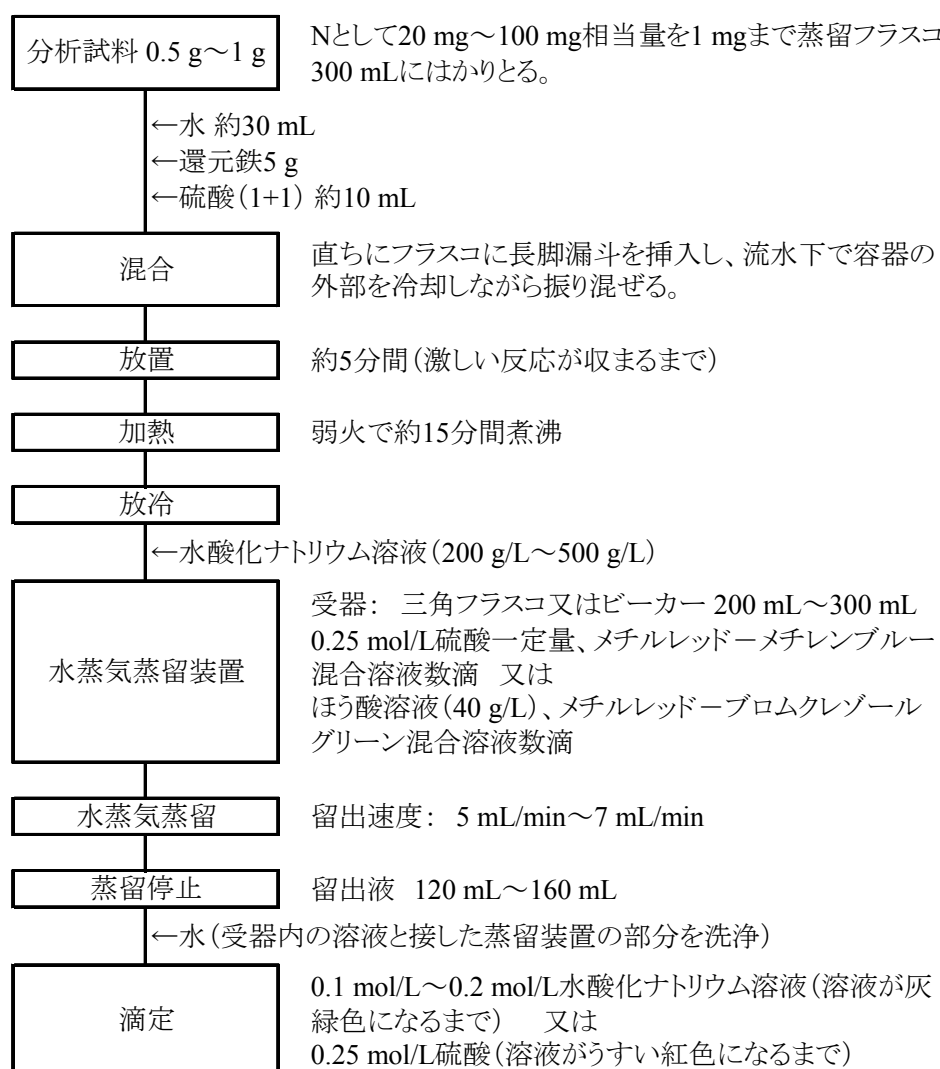 分析試料 0.5 g～1 g
Nとして20 mg～100 mg相当量を1 mgまで蒸留フラスコ
300 mLにはかりとる。
←水 約30 mL
←還元鉄5 g
←硫酸（1+1） 約10 mL
混合
直ちにフラスコに長脚漏斗を挿入し、流水下で容器の
外部を冷却しながら振り混ぜる。
放置
約5分間（激しい反応が収まるまで）
加熱
弱火で約15分間煮沸
放冷
←水酸化ナトリウム溶液（200 g/L～500 g/L）
水蒸気蒸留装置
受器： 三角フラスコ又はビーカー 200 mL～300 mL
0.25 mol/L硫酸一定量、メチルレッド－メチレンブルー
混合溶液数滴 又は
ほう酸溶液（40 g/L）、メチルレッド－ブロムクレゾール
グリーン混合溶液数滴
水蒸気蒸留
留出速度： 5 mL/min～7 mL/min
蒸留停止
留出液 120 mL～160 mL
←水（受器内の溶液と接した蒸留装置の部分を洗浄）
滴定
0.1 mol/L～0.2 mol/L水酸化ナトリウム溶液（溶液が灰
緑色になるまで） 又は
0.25 mol/L硫酸（溶液がうすい紅色になるまで）